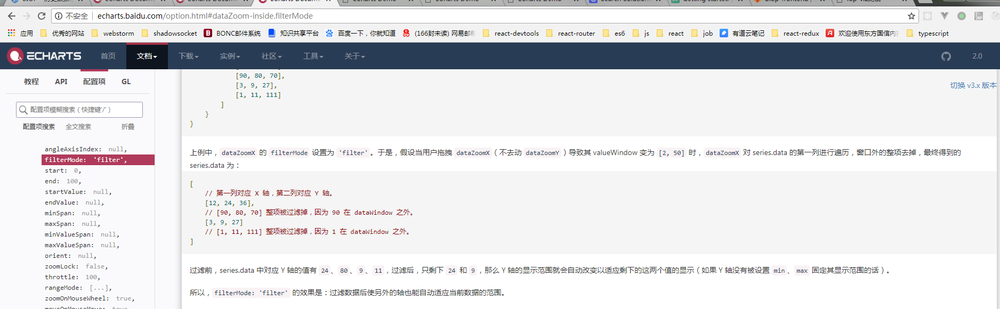 不安全 echarts.baidu.com/option.html#dataZoom-inside.filterMode
应用 优秀的网站 webstorm shadowsocket BONC邮件系统 知识共享平台 百度一下，你就知道 (166封未读) 网易邮 react-devtools react-router es6 js react job 有道云笔记 react-redux 欢迎使用东方国信内 typescript
ECHARTS 首页 文档 下载 实例 社区 工具 关于 2.0
教程 API 配置项 GL
切换 v3.x 版本
配置项模糊搜索（快捷键'/'）
配置项搜索 全文搜索 折叠
angleAxisIndex: null,
filterMode: 'filter',
start: 0,
end: 100,
startValue: null,
endValue: null,
minSpan: null,
maxSpan: null,
minValueSpan: null,
maxValueSpan: null,
orient: null,
zoomLock: false,
throttle: 100,
rangeMode: [...],
zoomOnMouseWheel: true,
moveOnMouseMove: true
[90, 80, 70],
[3, 9, 27],
[1, 11, 111]
]
}
}
上例中，dataZoomX 的 filterMode 设置为 'filter'。于是，假设当用户拖拽 dataZoomX（不去动 dataZoomY）导致其 valueWindow 变为 [2, 50] 时，dataZoomX 对 series.data 的第一列进行遍历，窗口外的整项去掉，最终得到的
series.data 为：
[
// 第一列对应 X 轴，第二列对应 Y 轴。
[12, 24, 36],
// [90, 80, 70] 整项被过滤掉，因为 90 在 dataWindow 之外。
[3, 9, 27]
// [1, 11, 111] 整项被过滤掉，因为 1 在 dataWindow 之外。
]
过滤前，series.data 中对应 Y 轴的值有 24、80、9、11，过滤后，只剩下 24 和 9，那么 Y 轴的显示范围就会自动改变以适应剩下的这两个值的显示（如果 Y 轴没有被设置 min、max 固定其显示范围的话）。
所以，filterMode: 'filter' 的效果是：过滤数据后使另外的轴也能自动适应当前数据的范围。